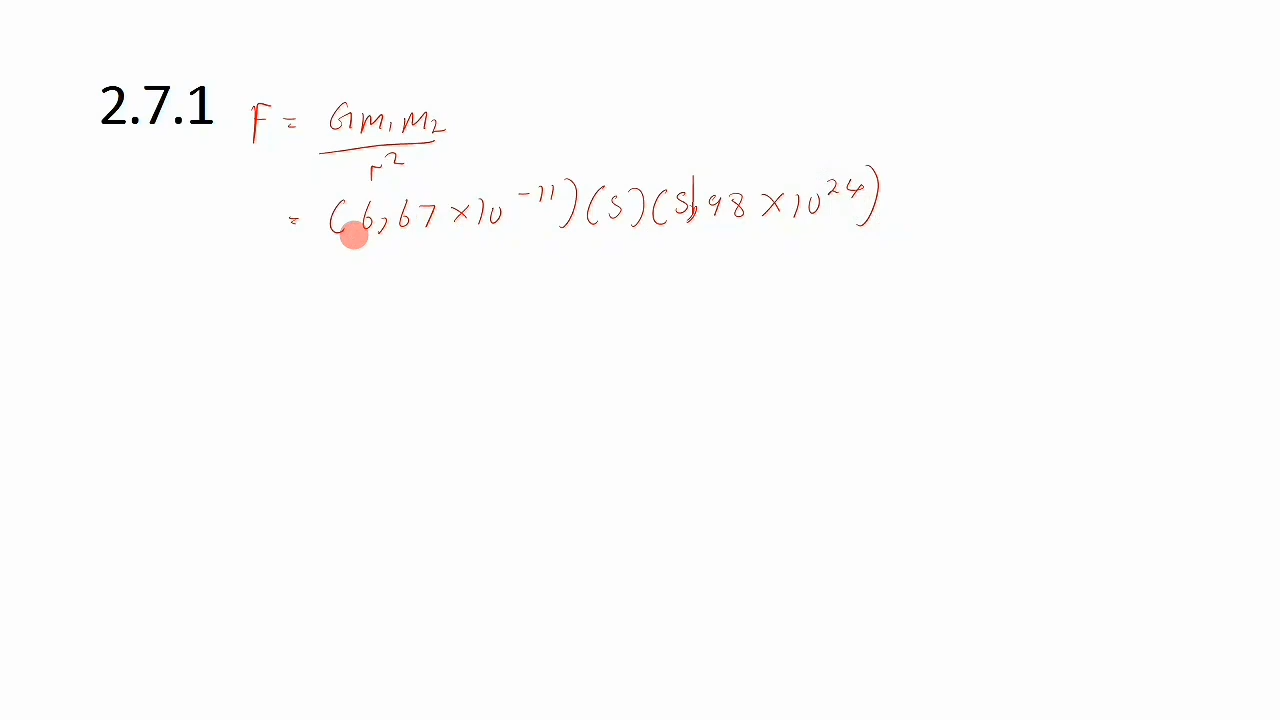 2.7.1 F = Gm₁m₂
r²
= (6,67 ×10⁻¹¹)(5)(5,98 ×10²⁴)